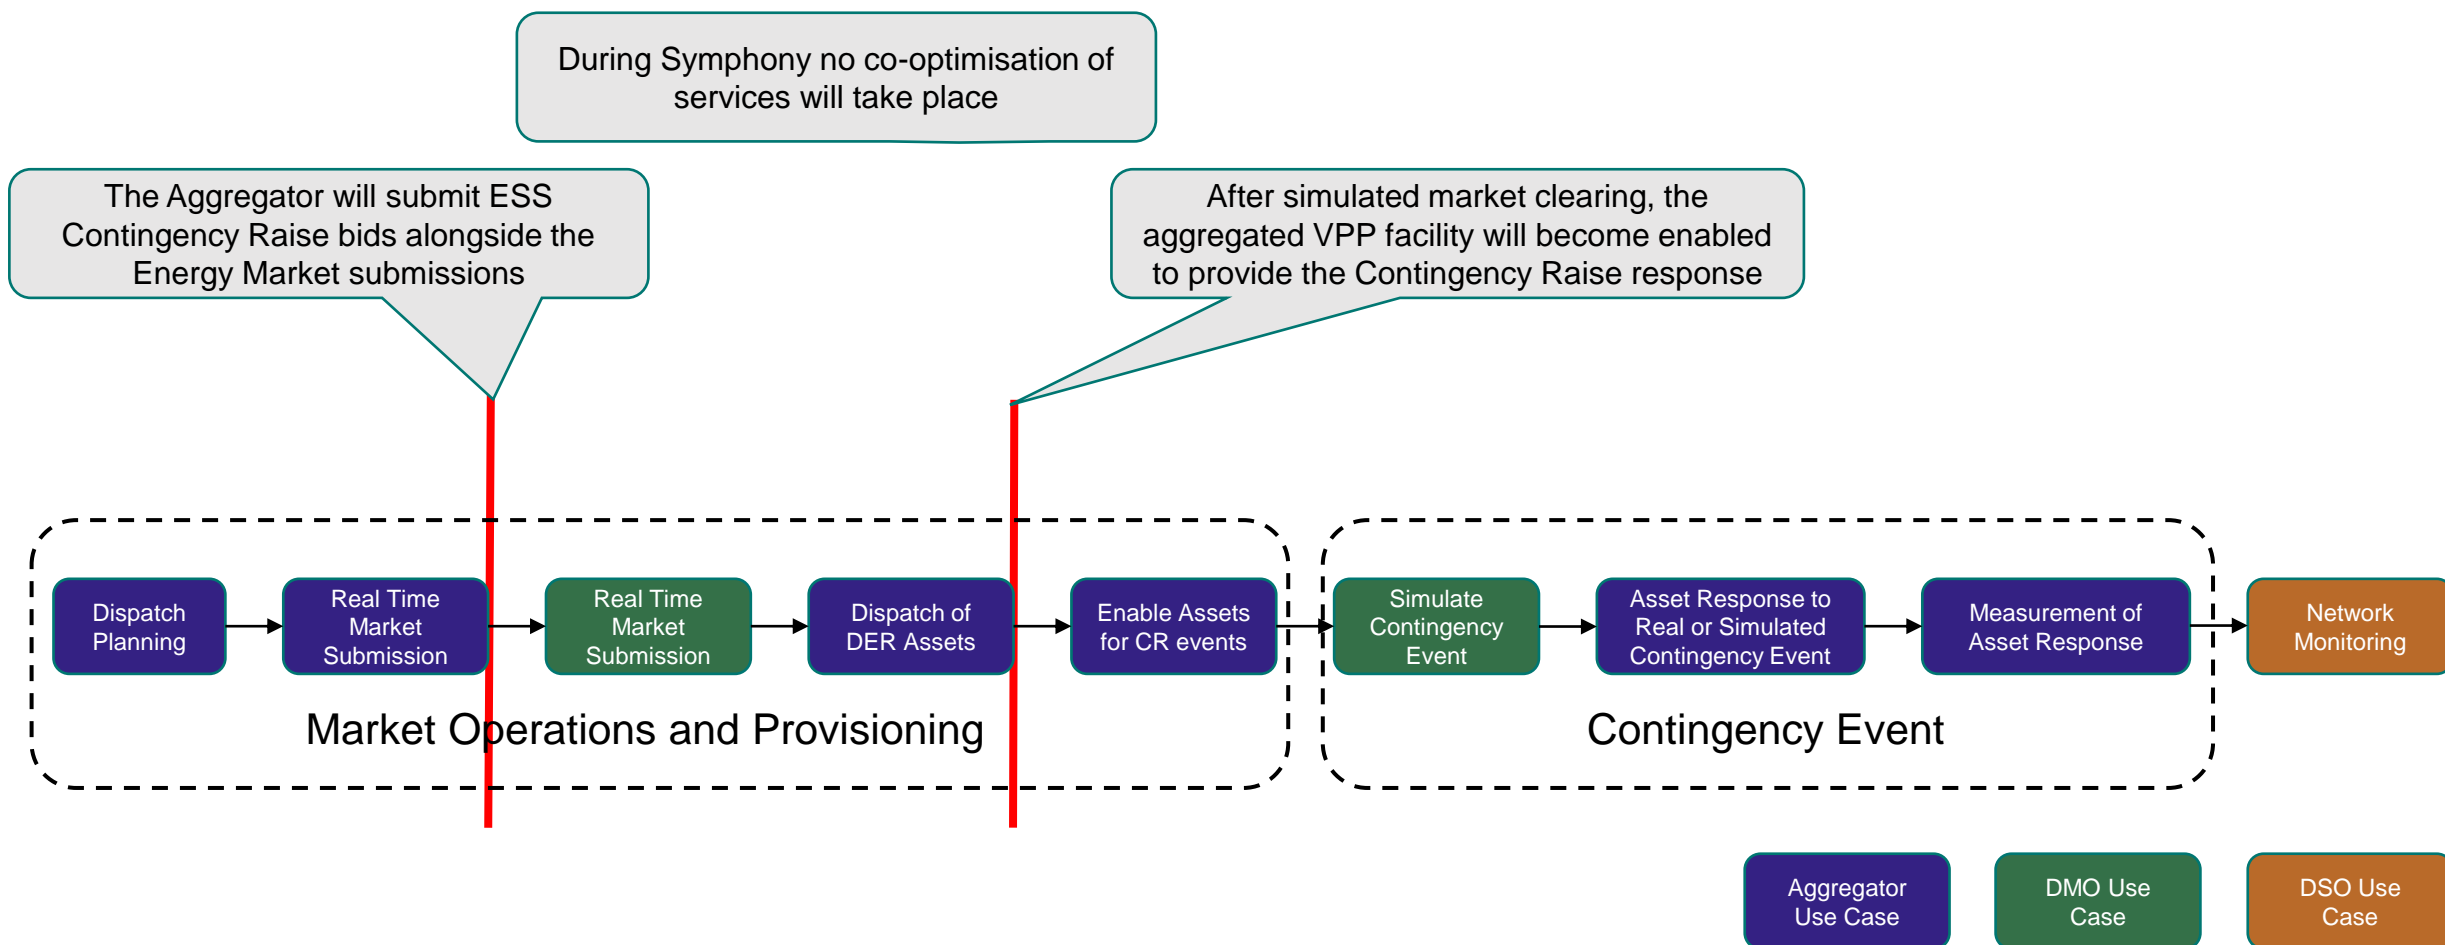 During Symphony no co-optimisation of
services will take place
The Aggregator will submit ESS
Contingency Raise bids alongside the
Energy Market submissions
After simulated market clearing, the
aggregated VPP facility will become enabled
to provide the Contingency Raise response
Dispatch
Planning
Real Time
Market
Submission
Real Time
Market
Submission
Dispatch of
DER Assets
Enable Assets
for CR events
Simulate
Contingency
Event
Asset Response to
Real or Simulated
Contingency Event
Measurement of
Asset Response
Network
Monitoring
Market Operations and Provisioning
Contingency Event
Aggregator
Use Case
DMO Use
Case
DSO Use
Case